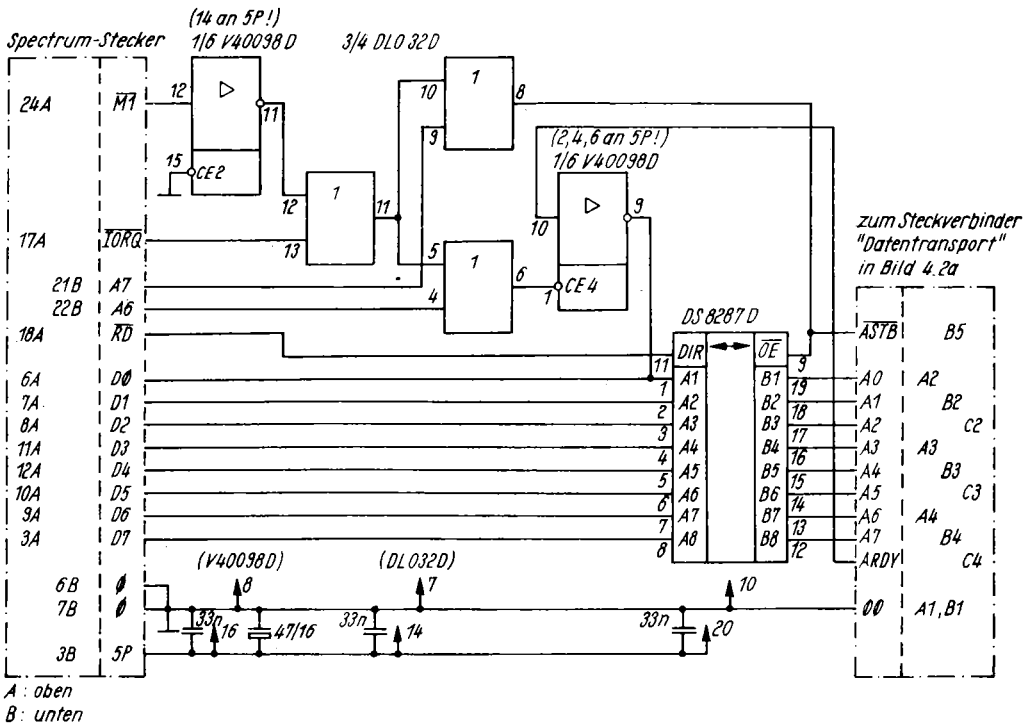 (14 an 5P!)
Spectrum-Stecker
1/6 V40098D
3/4 DL032D
24A M1 12 11
15 CE2
10 1 8
9
(2,4,6 an 5P!)
1/6 V40098D
12 1 11
13
10 9
17A IORQ
5 1 6
4
1 CE4
21B A7
22B A6
18A RD
zum Steckverbinder
"Datentransport"
in Bild 4.2a
DS8287D
11 DIR OE 9
ASTB B5
6A D0 1 A1 B1 19 A0 A2
7A D1 2 A2 B2 18 A1 B2
8A D2 3 A3 B3 17 A2 C2
11A D3 4 A4 B4 16 A3 A3
12A D4 5 A5 B5 15 A4 B3
10A D5 6 A6 B6 14 A5 C3
9A D6 7 A7 B7 13 A6 A4
3A D7 8 A8 B8 12 A7 B4
ARDY C4
(V40098D) (DL032D)
6B 0 8 7 10
7B 0 00 A1,B1
33n 16 47/16 33n 14 33n 20
3B 5P
A : oben
B : unten